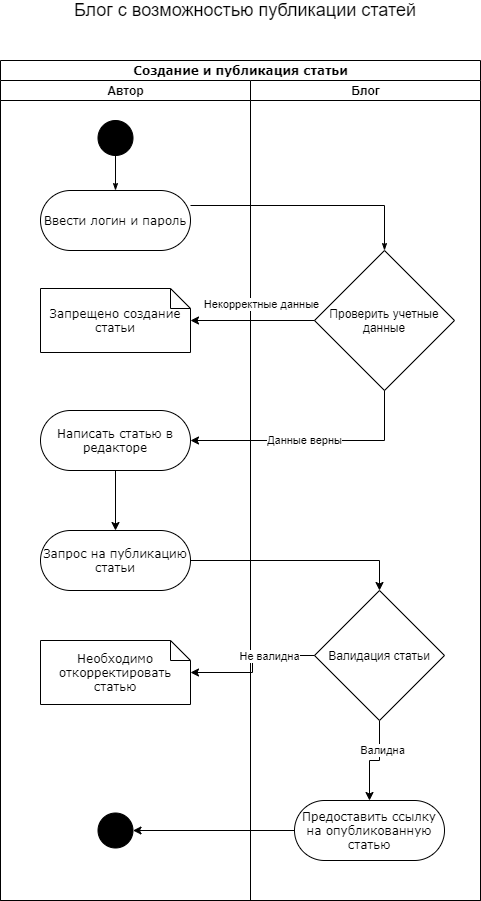 Блог с возможностью публикации статей
Создание и публикация статьи
Автор
Блог
Ввести логин и пароль
Некорректные данные
Запрещено создание
статьи
Проверить учетные
данные
Данные верны
Написать статью в
редакторе
Запрос на публикацию
статьи
Не валидна
Валидация статьи
Необходимо
откорректировать
статью
Валидна
Предоставить ссылку
на опубликованную
статью